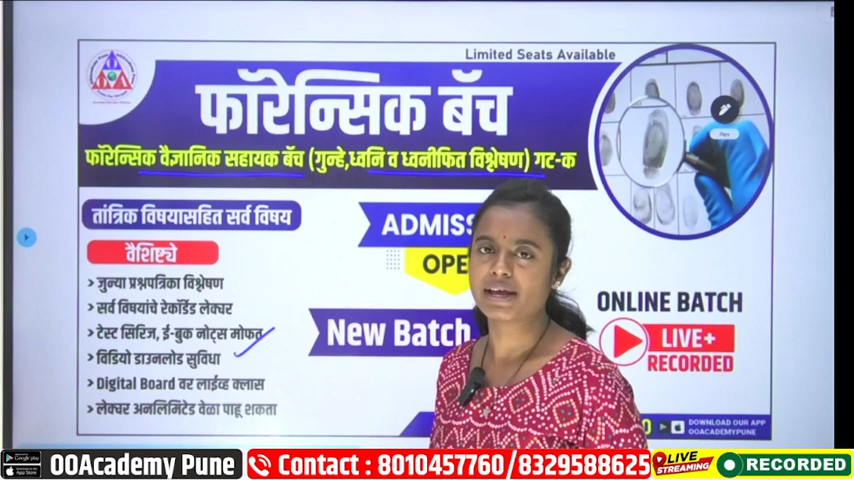 Limited Seats Available
फॉरेन्सिक बॅच
फॉरेन्सिक वैज्ञानिक सहायक बॅच (गुन्हे,ध्वनि व ध्वनीफित विश्लेषण) गट-क
Pen
तांत्रिक विषयासहित सर्व विषय
वैशिष्ट्ये
> जुन्या प्रश्नपत्रिका विश्लेषण
> सर्व विषयांचे रेकॉर्डेड लेक्चर
> टेस्ट सिरिज, ई-बुक नोट्स मोफत
> विडियो डाउनलोड सुविधा
> Digital Board वर लाईव्ह क्लास
> लेक्चर अनलिमिटेड वेळा पाहू शकता
ADMISS
OPE
New Batch
ONLINE BATCH
LIVE+
RECORDED
DOWNLOAD OUR APP
OOACADEMYPUNE
OOAcademy Pune
Contact : 8010457760/8329588625
LIVE
STREAMING
RECORDED